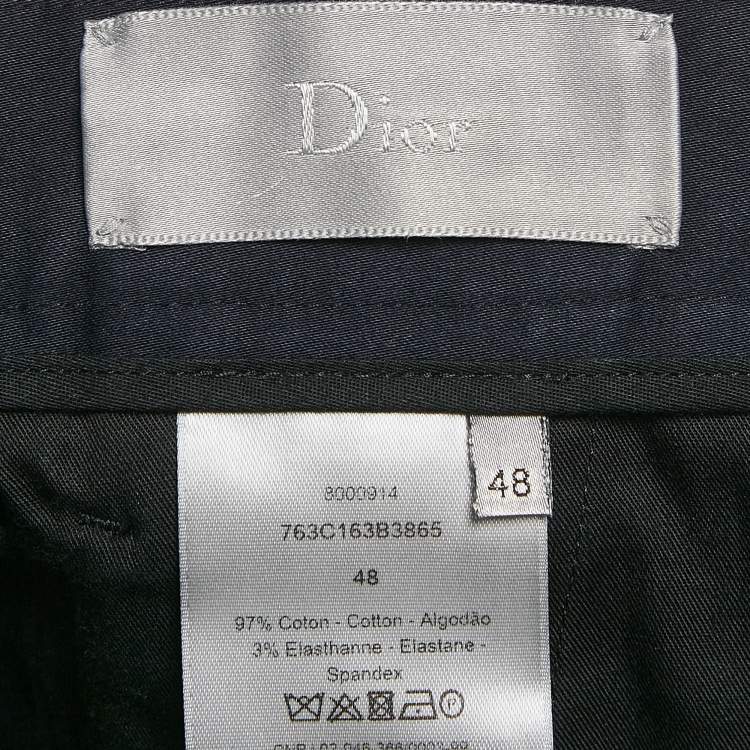 Dior
48
8000914
763C163B3865
48
97% Coton - Cotton - Algodão
3% Elasthanne - Elastane -
Spandex
P